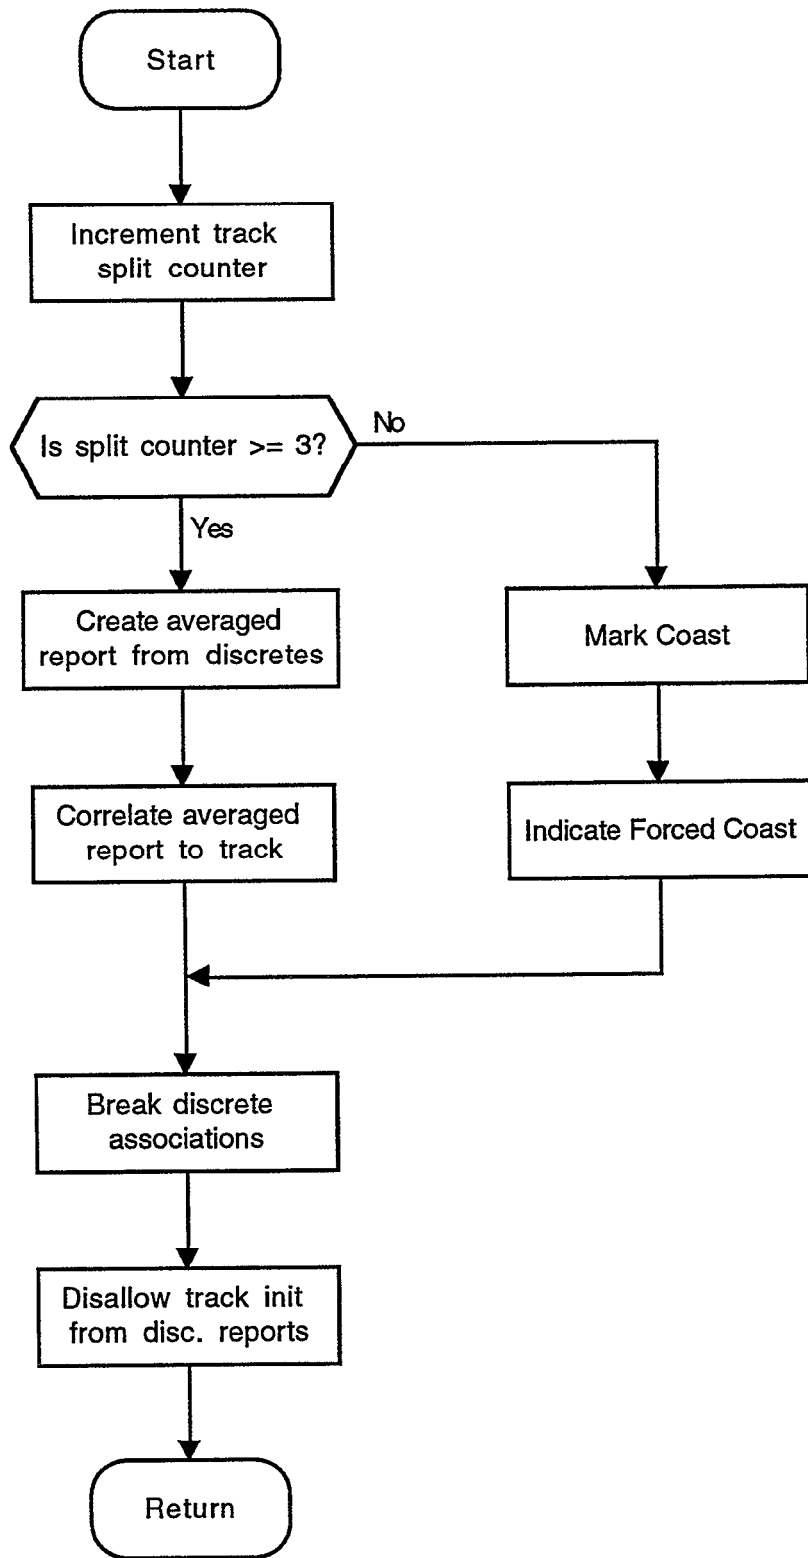 Start
Increment track
split counter
Is split counter >= 3?
No
Yes
Create averaged
report from discretes
Mark Coast
Correlate averaged
report to track
Indicate Forced Coast
Break discrete
associations
Disallow track init
from disc. reports
Return